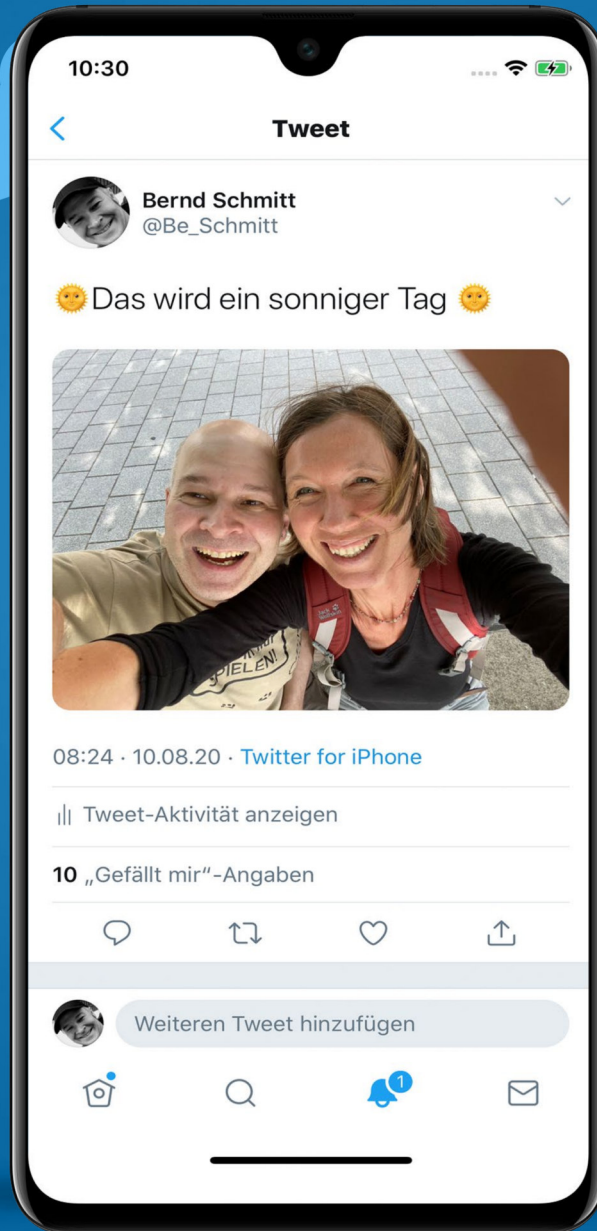 10:30
Tweet
Bernd Schmitt
@Be_Schmitt
🌞Das wird ein sonniger Tag 🌞
SPIELEN!
08:24 · 10.08.20 · Twitter for iPhone
Tweet-Aktivität anzeigen
10 „Gefällt mir“-Angaben
Weiteren Tweet hinzufügen
1